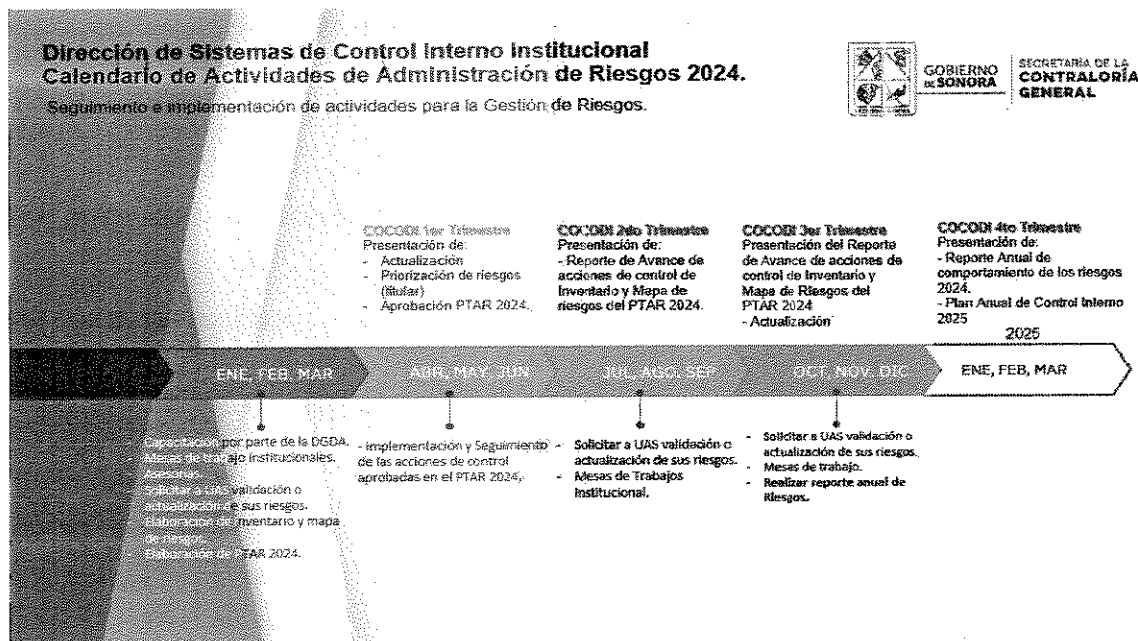 Dirección de Sistemas de Control Interno Institucional
Calendario de Actividades de Administración de Riesgos 2024.
Seguimiento e implementación de actividades para la Gestión de Riesgos.
GOBIERNO
DE SONORA
SECRETARÍA DE LA
CONTRALORÍA
GENERAL
COCODI 1er Trimestre
Presentación de:
- Actualización
- Priorización de riesgos
(titular)
- Aprobación PTAR 2024.
COCODI 2do Trimestre
Presentación de:
- Reporte de Avance de
acciones de control de
Inventario y Mapa de
riesgos del PTAR 2024.
COCODI 3er Trimestre
Presentación del Reporte
de Avance de acciones de
control de Inventario y
Mapa de Riesgos del
PTAR 2024
- Actualización
COCODI 4to Trimestre
Presentación de:
- Reporte Anual de
comportamiento de los riesgos
2024.
- Plan Anual de Control Interno
2025
2025
ENE, FEB, MAR
ABR, MAY, JUN
JUL, AGO, SEP
OCT, NOV, DIC
ENE, FEB, MAR
- Capacitación por parte de la DGDA.
- Mesas de trabajo Institucionales.
- Solicitar a UAS validación o
actualización de sus riesgos.
- Elaboración de inventario y mapa
de riesgos.
- Elaboración de PTAR 2024.
- Implementación y Seguimiento
de las acciones de control
aprobadas en el PTAR 2024.
- Solicitar a UAS validación o
actualización de sus riesgos.
- Mesas de Trabajos
Institucional.
- Solicitar a UAS validación o
actualización de sus riesgos.
- Mesas de trabajo.
- Realizar reporte anual de
Riesgos.